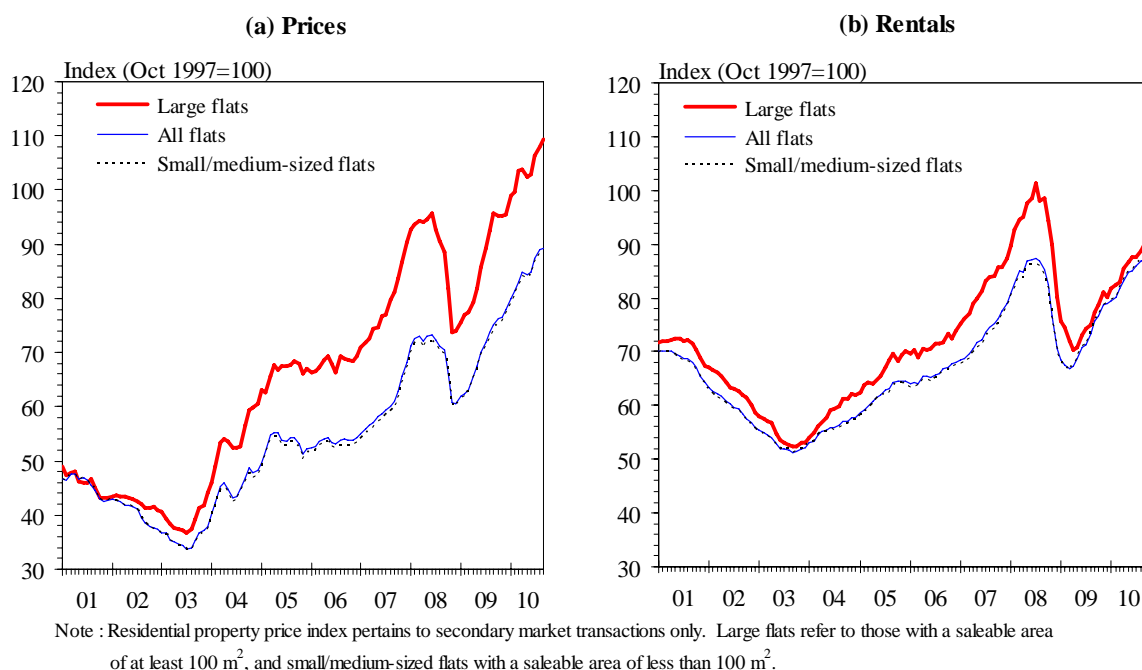 (a) Prices
Index (Oct 1997=100)
Large flats
All flats
Small/medium-sized flats
120
110
100
90
80
70
60
50
40
30
01 02 03 04 05 06 07 08 09 10
(b) Rentals
Index (Oct 1997=100)
Large flats
All flats
Small/medium-sized flats
120
110
100
90
80
70
60
50
40
30
01 02 03 04 05 06 07 08 09 10
Note : Residential property price index pertains to secondary market transactions only. Large flats refer to those with a saleable area
of at least 100 m², and small/medium-sized flats with a saleable area of less than 100 m².